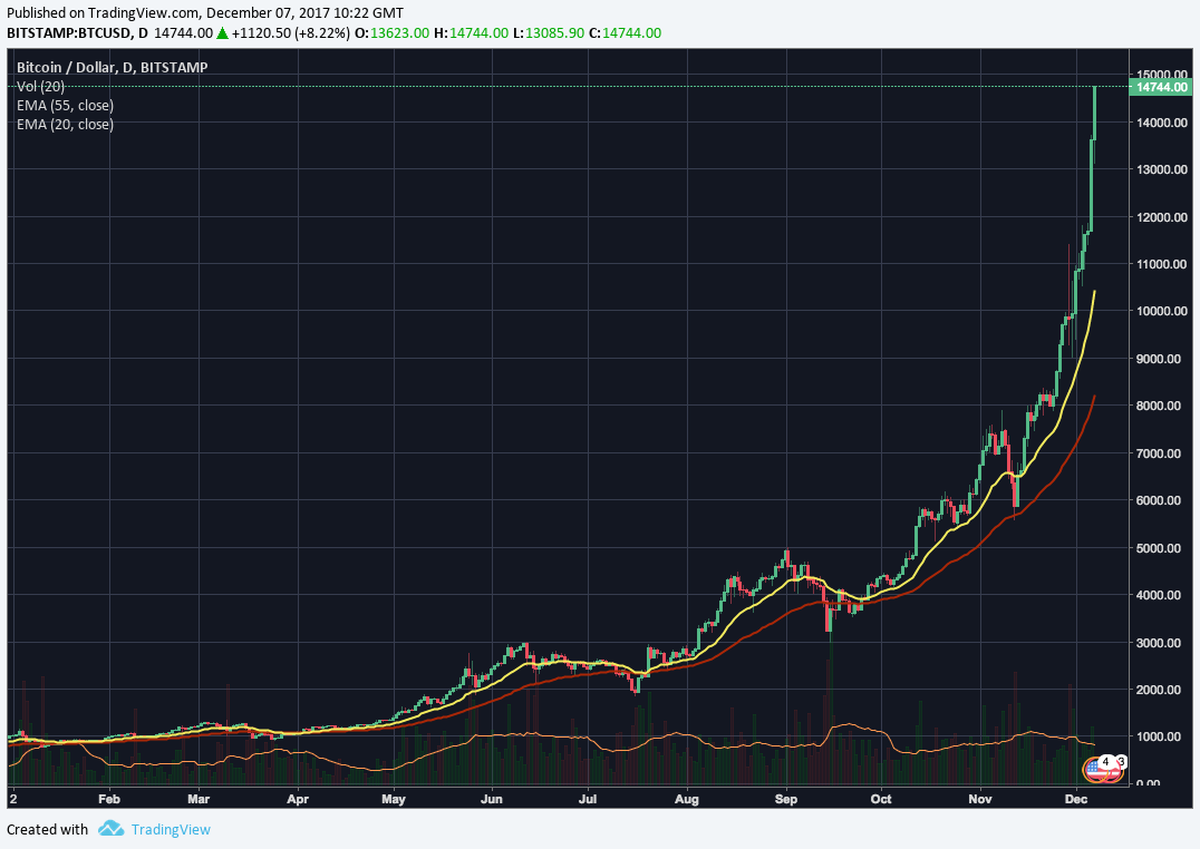 Published on TradingView.com, December 07, 2017 10:22 GMT
BITSTAMP:BTCUSD, D 14744.00 ▲ +1120.50 (+8.22%) O:13623.00 H:14744.00 L:13085.90 C:14744.00
Bitcoin / Dollar, D, BITSTAMP
Vol (20)
EMA (55, close)
EMA (20, close)
15000.00
14744.00
14000.00
13000.00
12000.00
11000.00
10000.00
9000.00
8000.00
7000.00
6000.00
5000.00
4000.00
3000.00
2000.00
1000.00
4 3
0.00
2 Feb Mar Apr May Jun Jul Aug Sep Oct Nov Dec
Created with TradingView